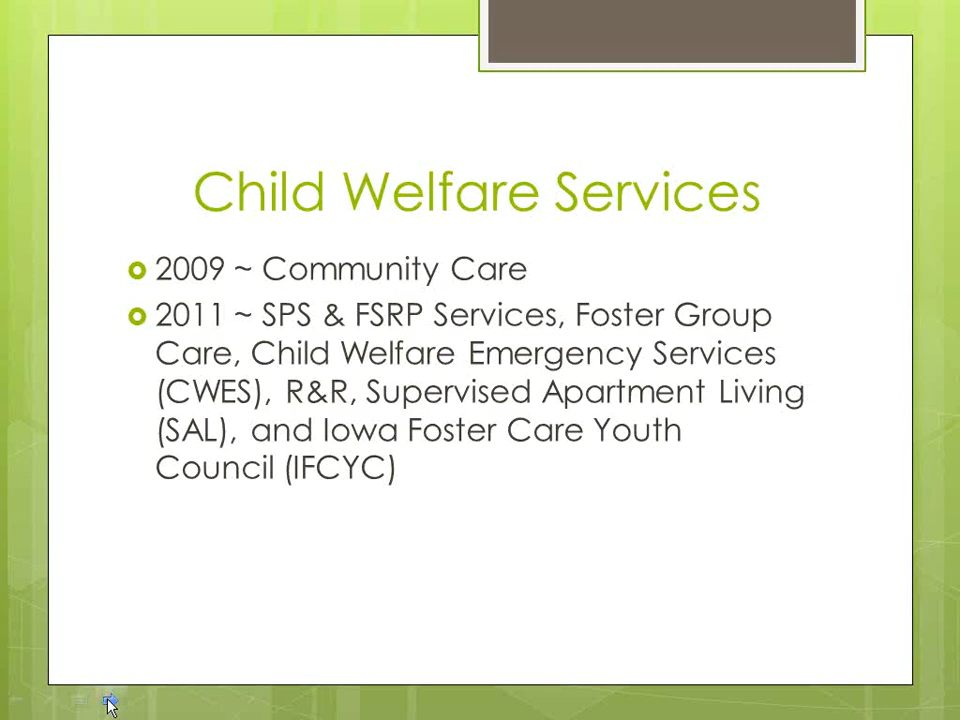 Child Welfare Services
2009 ~ Community Care
2011 ~ SPS & FSRP Services, Foster Group
Care, Child Welfare Emergency Services
(CWES), R&R, Supervised Apartment Living
(SAL), and Iowa Foster Care Youth
Council (IFCYC)